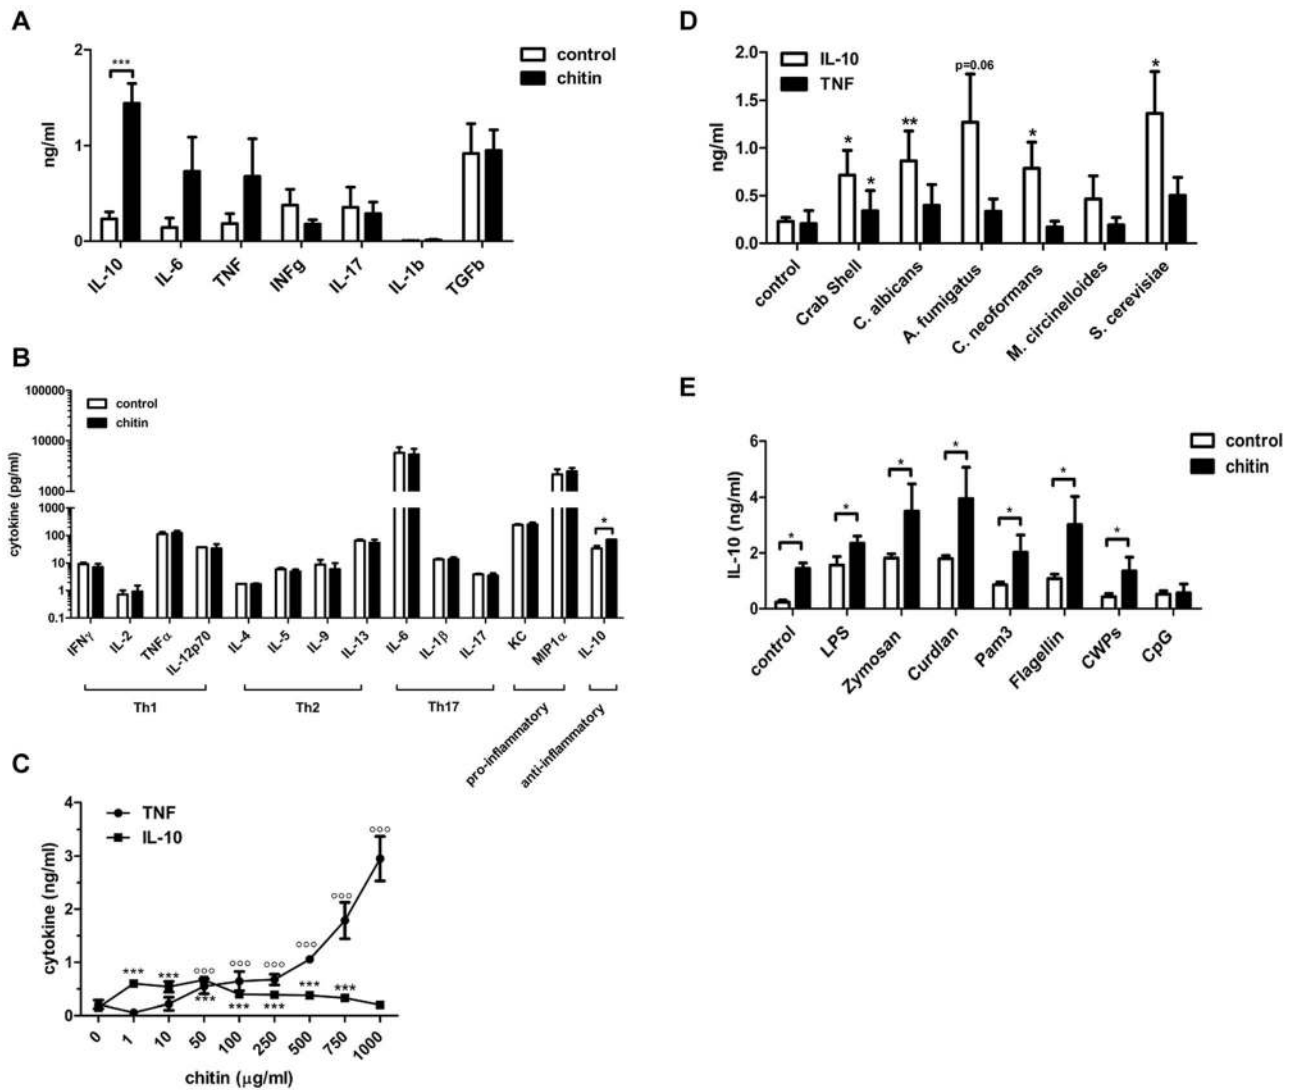 A
2
1
0
ng/ml
***
control
chitin
IL-10
IL-6
TNF
INFg
IL-17
IL-1b
TGFb
B
100000
10000
1000
1000
100
10
1
0.1
cytokine (pg/ml)
control
chitin
*
IFNγ
IL-2
TNFα
IL-12p70
IL-4
IL-5
IL-9
IL-13
IL-6
IL-1β
IL-17
KC
MIP1α
IL-10
Th1
Th2
Th17
pro-inflammatory
anti-inflammatory
C
4
3
2
1
0
cytokine (ng/ml)
TNF
IL-10
*** *** °°° °°° °°° °°° °°° °°°
*** *** *** *** ***
0
1
10
50
100
250
500
750
1000
chitin (μg/ml)
D
2.0
1.5
1.0
0.5
0.0
ng/ml
IL-10
TNF
* * ** p=0.06 * *
control
Crab Shell
C. albicans
A. fumigatus
C. neoformans
M. circinelloides
S. cerevisiae
E
6
4
2
0
IL-10 (ng/ml)
control
chitin
* * * * * * *
control
LPS
Zymosan
Curdlan
Pam3
Flagellin
CWPs
CpG